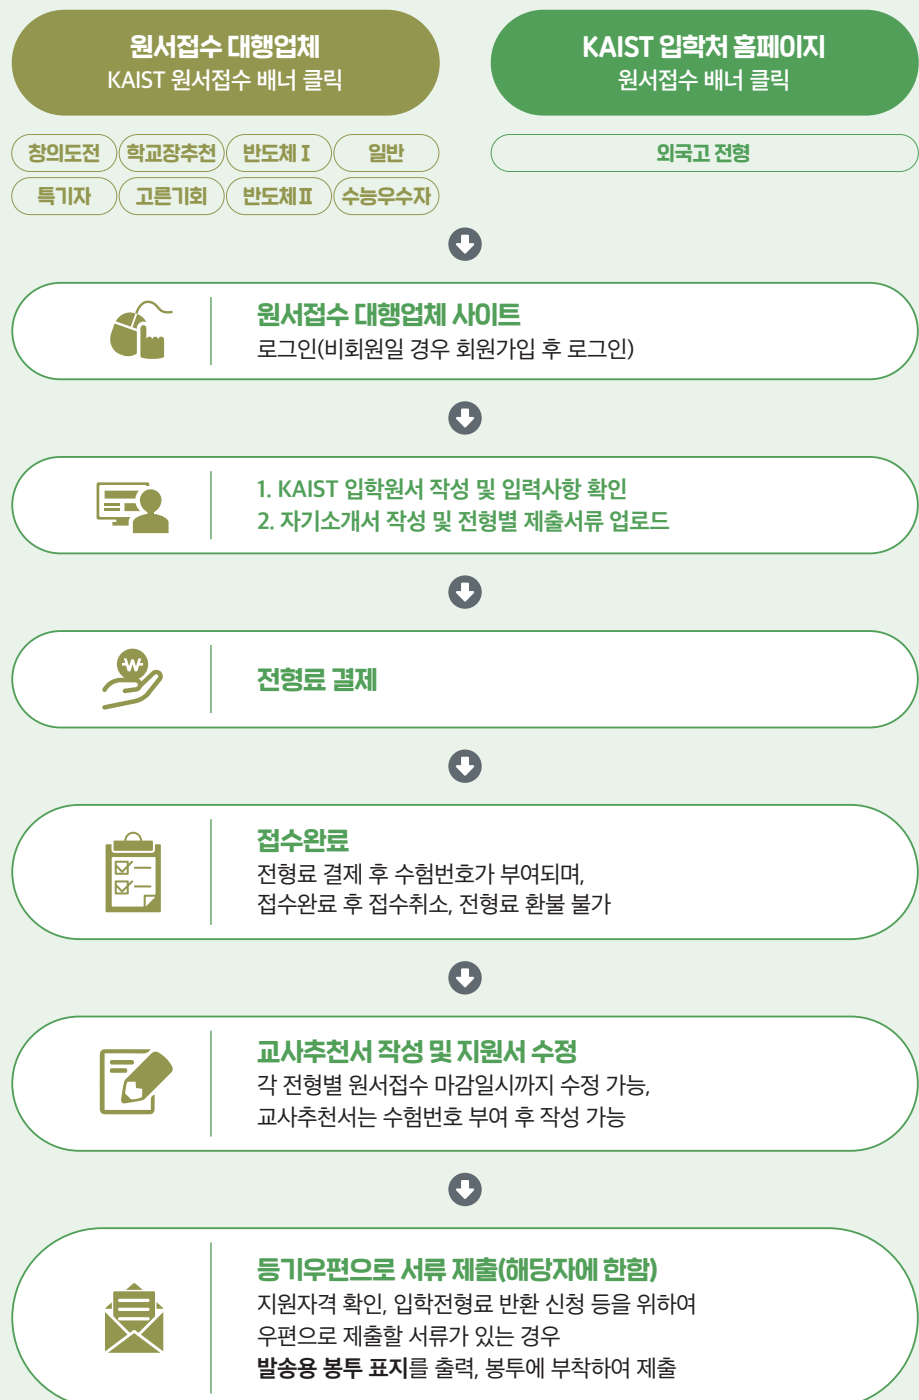 원서접수 대행업체
KAIST 원서접수 배너 클릭
KAIST 입학처 홈페이지
원서접수 배너 클릭
창의도전 학교장추천 반도체 I 일반
특기자 고른기회 반도체 II 수능우수자
외국고 전형
원서접수 대행업체 사이트
로그인(비회원일 경우 회원가입 후 로그인)
1. KAIST 입학원서 작성 및 입력사항 확인
2. 자기소개서 작성 및 전형별 제출서류 업로드
₩
전형료 결제
접수완료
전형료 결제 후 수험번호가 부여되며,
접수완료 후 접수취소, 전형료 환불 불가
교사추천서 작성 및 지원서 수정
각 전형별 원서접수 마감일시까지 수정 가능,
교사추천서는 수험번호 부여 후 작성 가능
등기우편으로 서류 제출(해당자에 한함)
지원자격 확인, 입학전형료 반환 신청 등을 위하여
우편으로 제출할 서류가 있는 경우
발송용 봉투 표지를 출력, 봉투에 부착하여 제출